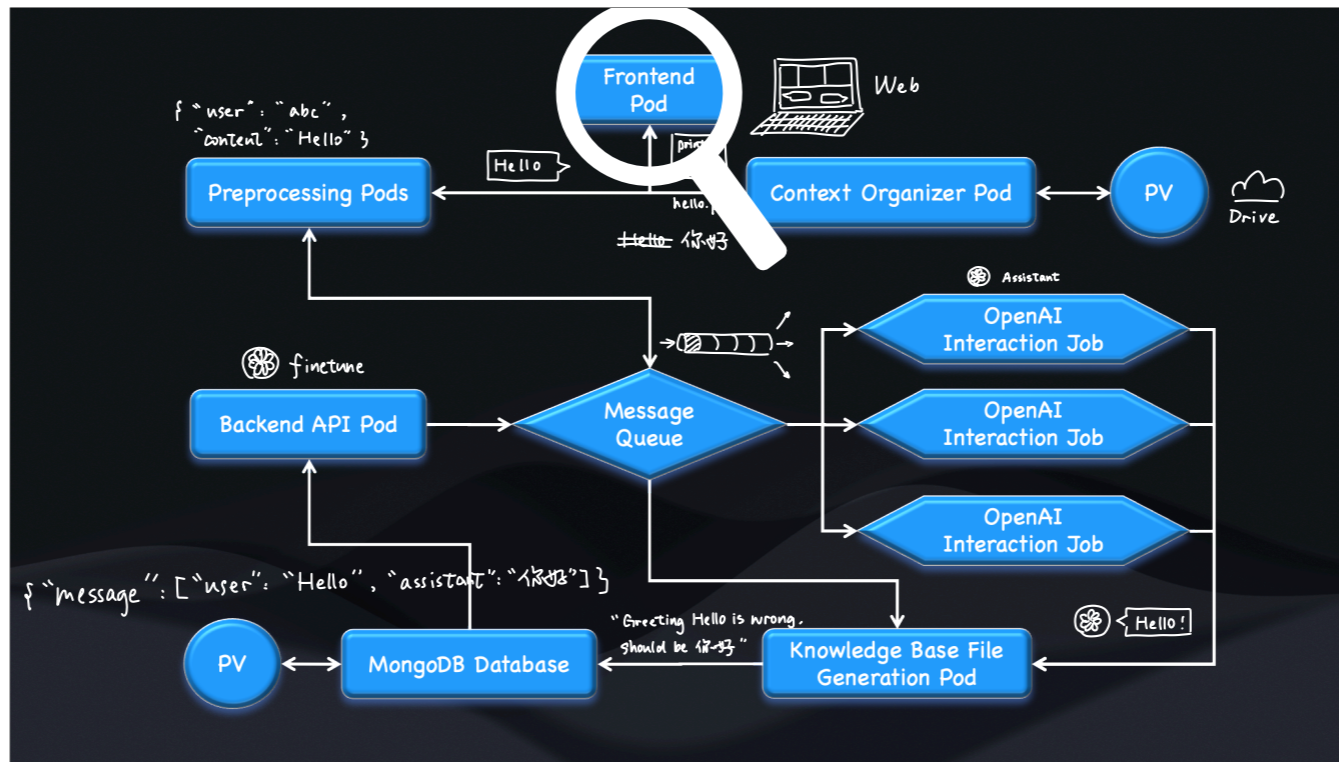 Frontend
Pod
Web
{ "user" : "abc" ,
"content" : "Hello" }
Hello
print
Preprocessing Pods
Context Organizer Pod
PV
Drive
hello.
Hello 你好
Assistant
OpenAI
Interaction Job
finetune
Backend API Pod
Message
Queue
OpenAI
Interaction Job
OpenAI
Interaction Job
{ "message" : [ "user" : "Hello" , "assistant" : "你好" ] }
"Greeting Hello is wrong.
should be 你好"
Hello !
PV
MongoDB Database
Knowledge Base File
Generation Pod